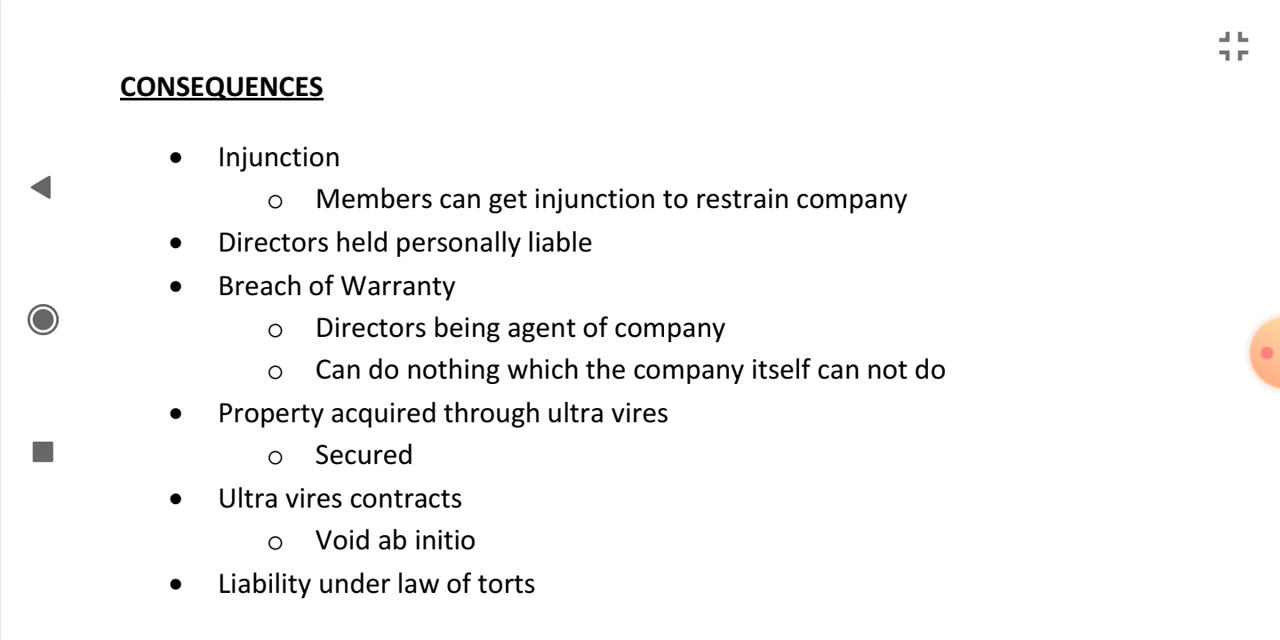 CONSEQUENCES
• Injunction
o Members can get injunction to restrain company
• Directors held personally liable
• Breach of Warranty
o Directors being agent of company
o Can do nothing which the company itself can not do
• Property acquired through ultra vires
o Secured
• Ultra vires contracts
o Void ab initio
• Liability under law of torts